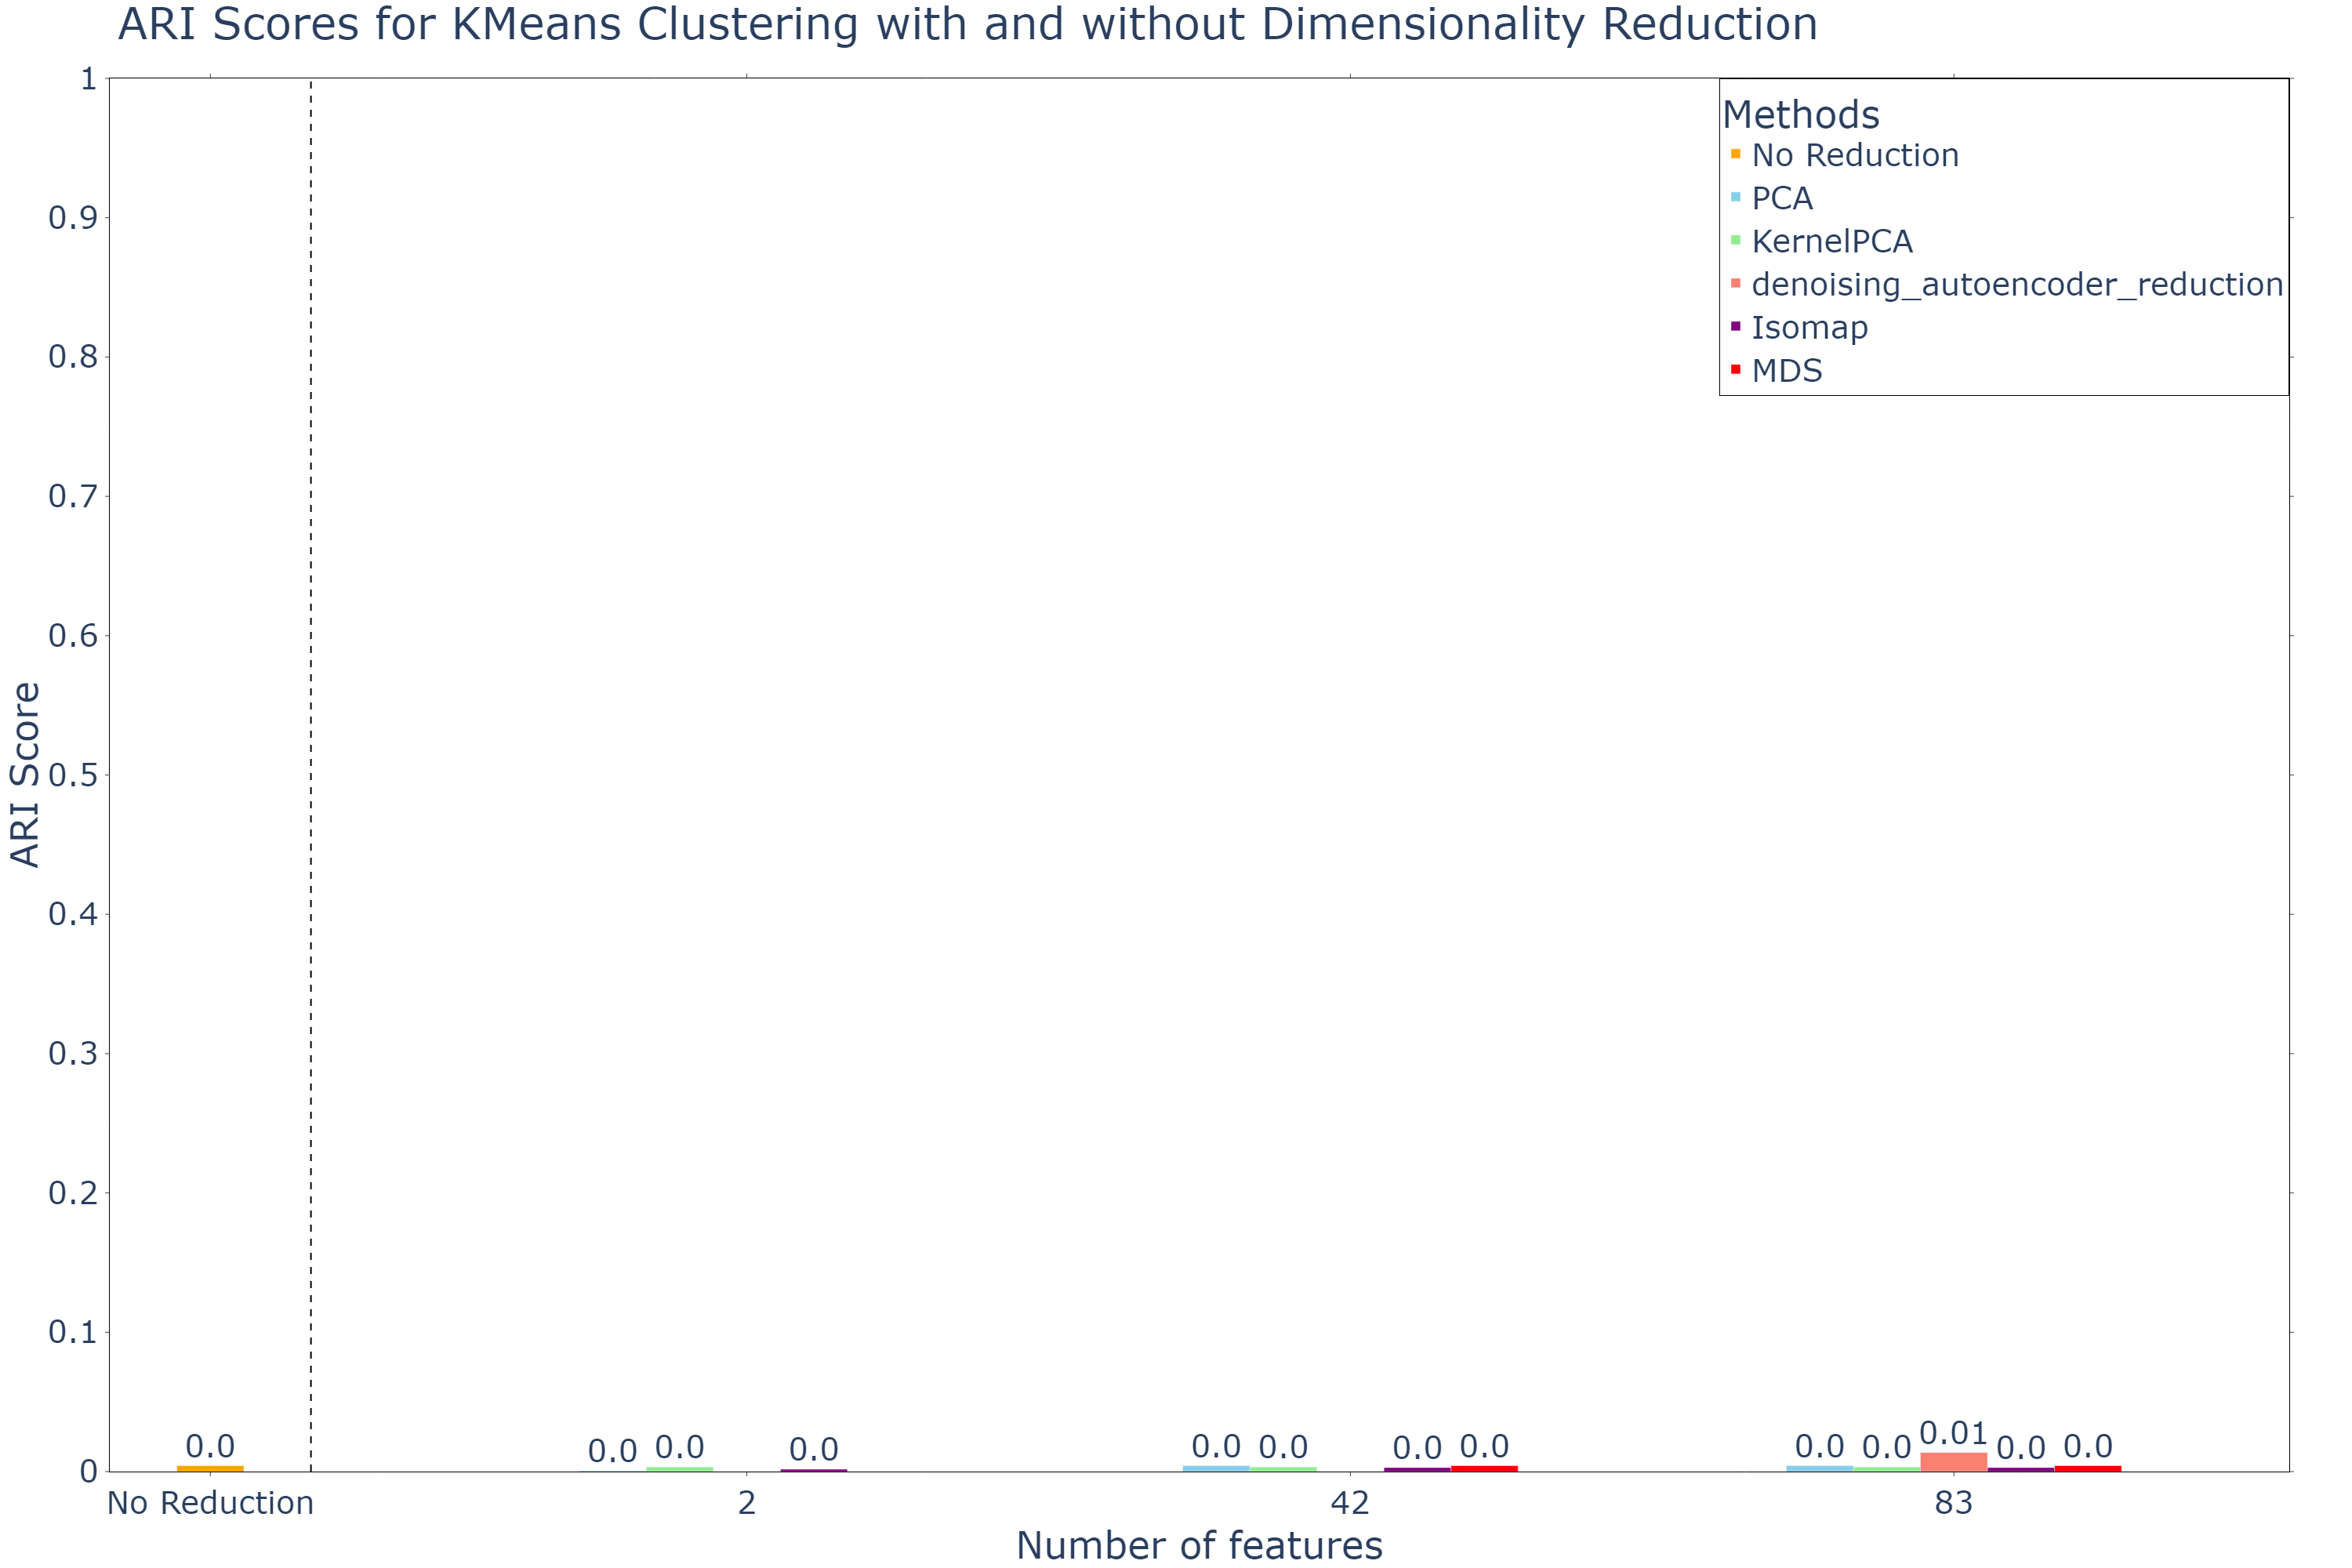 ARI Scores for KMeans Clustering with and without Dimensionality Reduction
Methods
No Reduction
PCA
KernelPCA
denoising_autoencoder_reduction
Isomap
MDS
ARI Score
1
0.9
0.8
0.7
0.6
0.5
0.4
0.3
0.2
0.1
0
0.0
0.0 0.0 0.0
0.0 0.0 0.0 0.0
0.0 0.0 0.01 0.0 0.0
No Reduction 2 42 83
Number of features